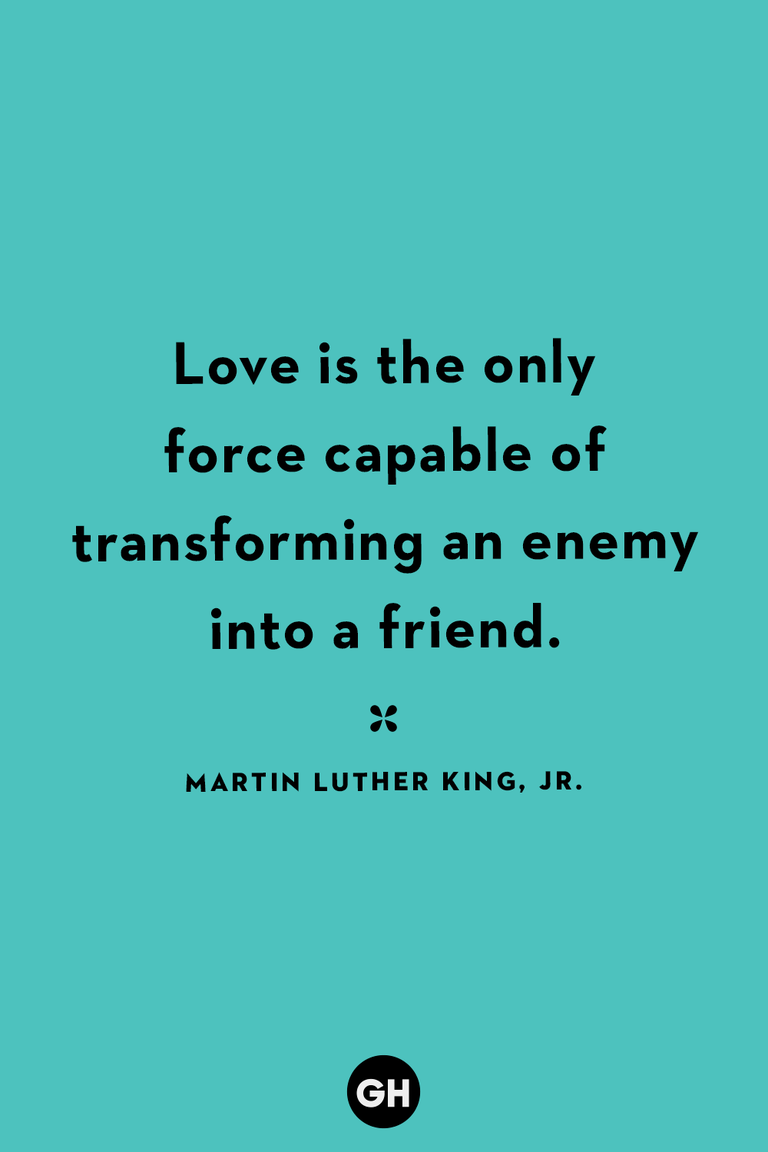 Love is the only
force capable of
transforming an enemy
into a friend.
MARTIN LUTHER KING, JR.
GH